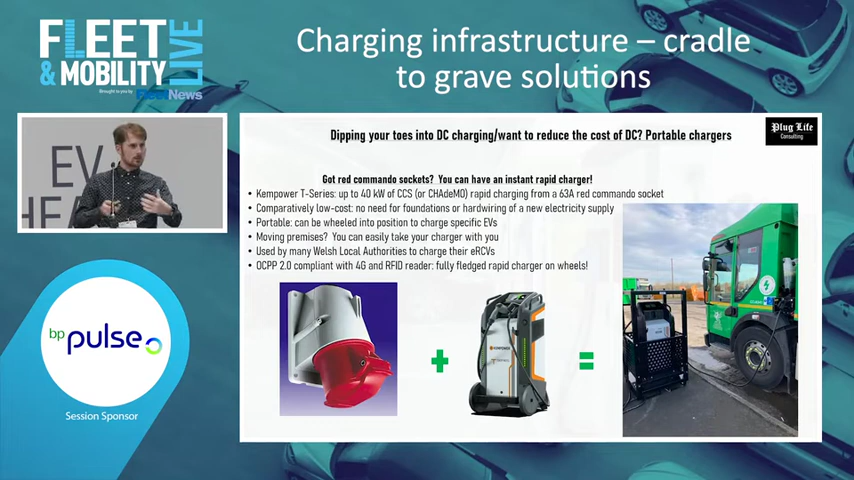 FLEET
& MOBILITY
LIVE
Brought to you by
FleetNews
Charging infrastructure – cradle
to grave solutions
EV
HEA
Dipping your toes into DC charging/want to reduce the cost of DC? Portable chargers
Plug Life
Consulting
Got red commando sockets? You can have an instant rapid charger!
• Kempower T-Series: up to 40 kW of CCS (or CHAdeMO) rapid charging from a 63A red commando socket
• Comparatively low-cost: no need for foundations or hardwiring of a new electricity supply
• Portable: can be wheeled into position to charge specific EVs
• Moving premises? You can easily take your charger with you
• Used by many Welsh Local Authorities to charge their eRCVs
• OCPP 2.0 compliant with 4G and RFID reader: fully fledged rapid charger on wheels!
+
=
bp pulse
Session Sponsor